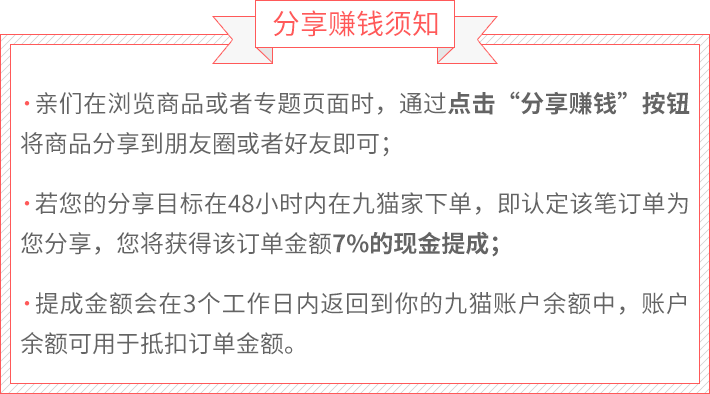 分享赚钱须知
·亲们在浏览商品或者专题页面时，通过点击“分享赚钱”按钮
将商品分享到朋友圈或者好友即可；
·若您的分享目标在48小时内在九猫家下单，即认定该笔订单为
您分享，您将获得该订单金额7%的现金提成；
·提成金额会在3个工作日内返回到你的九猫账户余额中，账户
余额可用于抵扣订单金额。